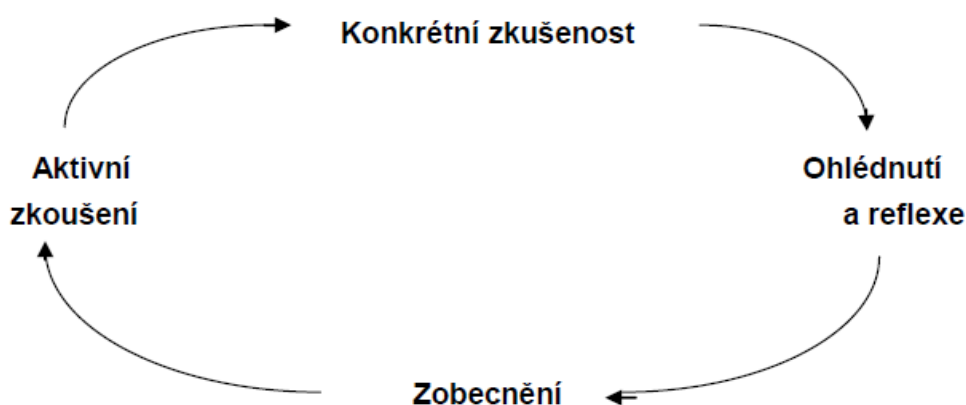 Konkrétní zkušenost
Aktivní
zkoušení
Ohlédnutí
a reflexe
Zobecnění